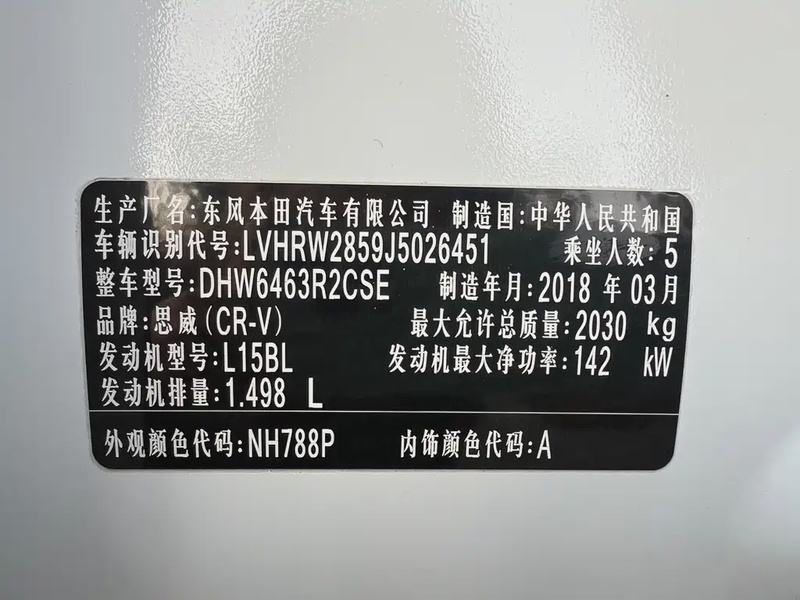 生产厂名:东风本田汽车有限公司 制造国:中华人民共和国
车辆识别代号:LVHRW2859J5026451 乘坐人数:5
整车型号:DHW6463R2CSE 制造年月:2018 年 03 月
品牌:思威(CR-V) 最大允许总质量:2030 kg
发动机型号:L15BL 发动机最大净功率:142 kW
发动机排量:1.498 L
外观颜色代码:NH788P 内饰颜色代码:A